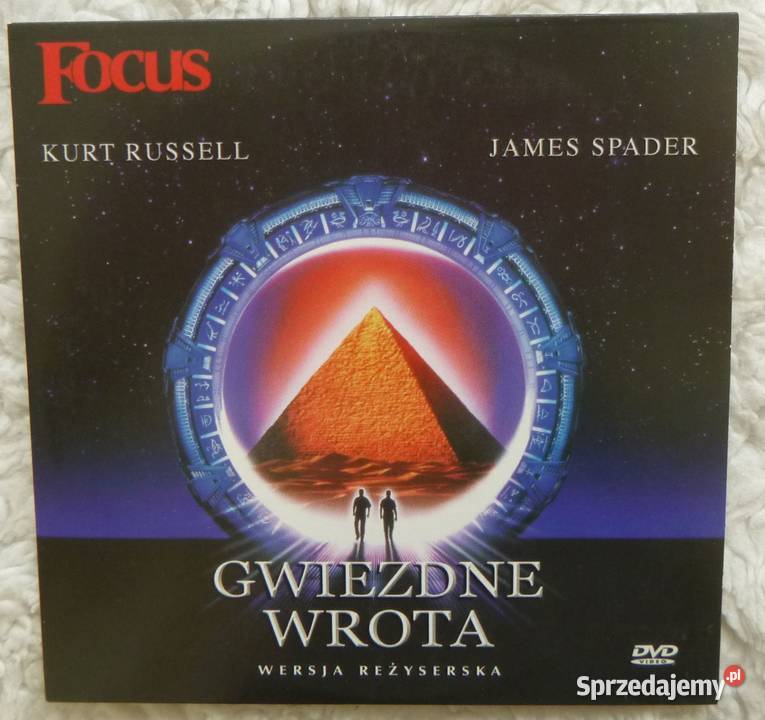 FOCUS
KURT RUSSELL
JAMES SPADER
GWIEZDNE
WROTA
WERSJA REŻYSERSKA
DVD
VIDEO
Sprzedajemy.pl